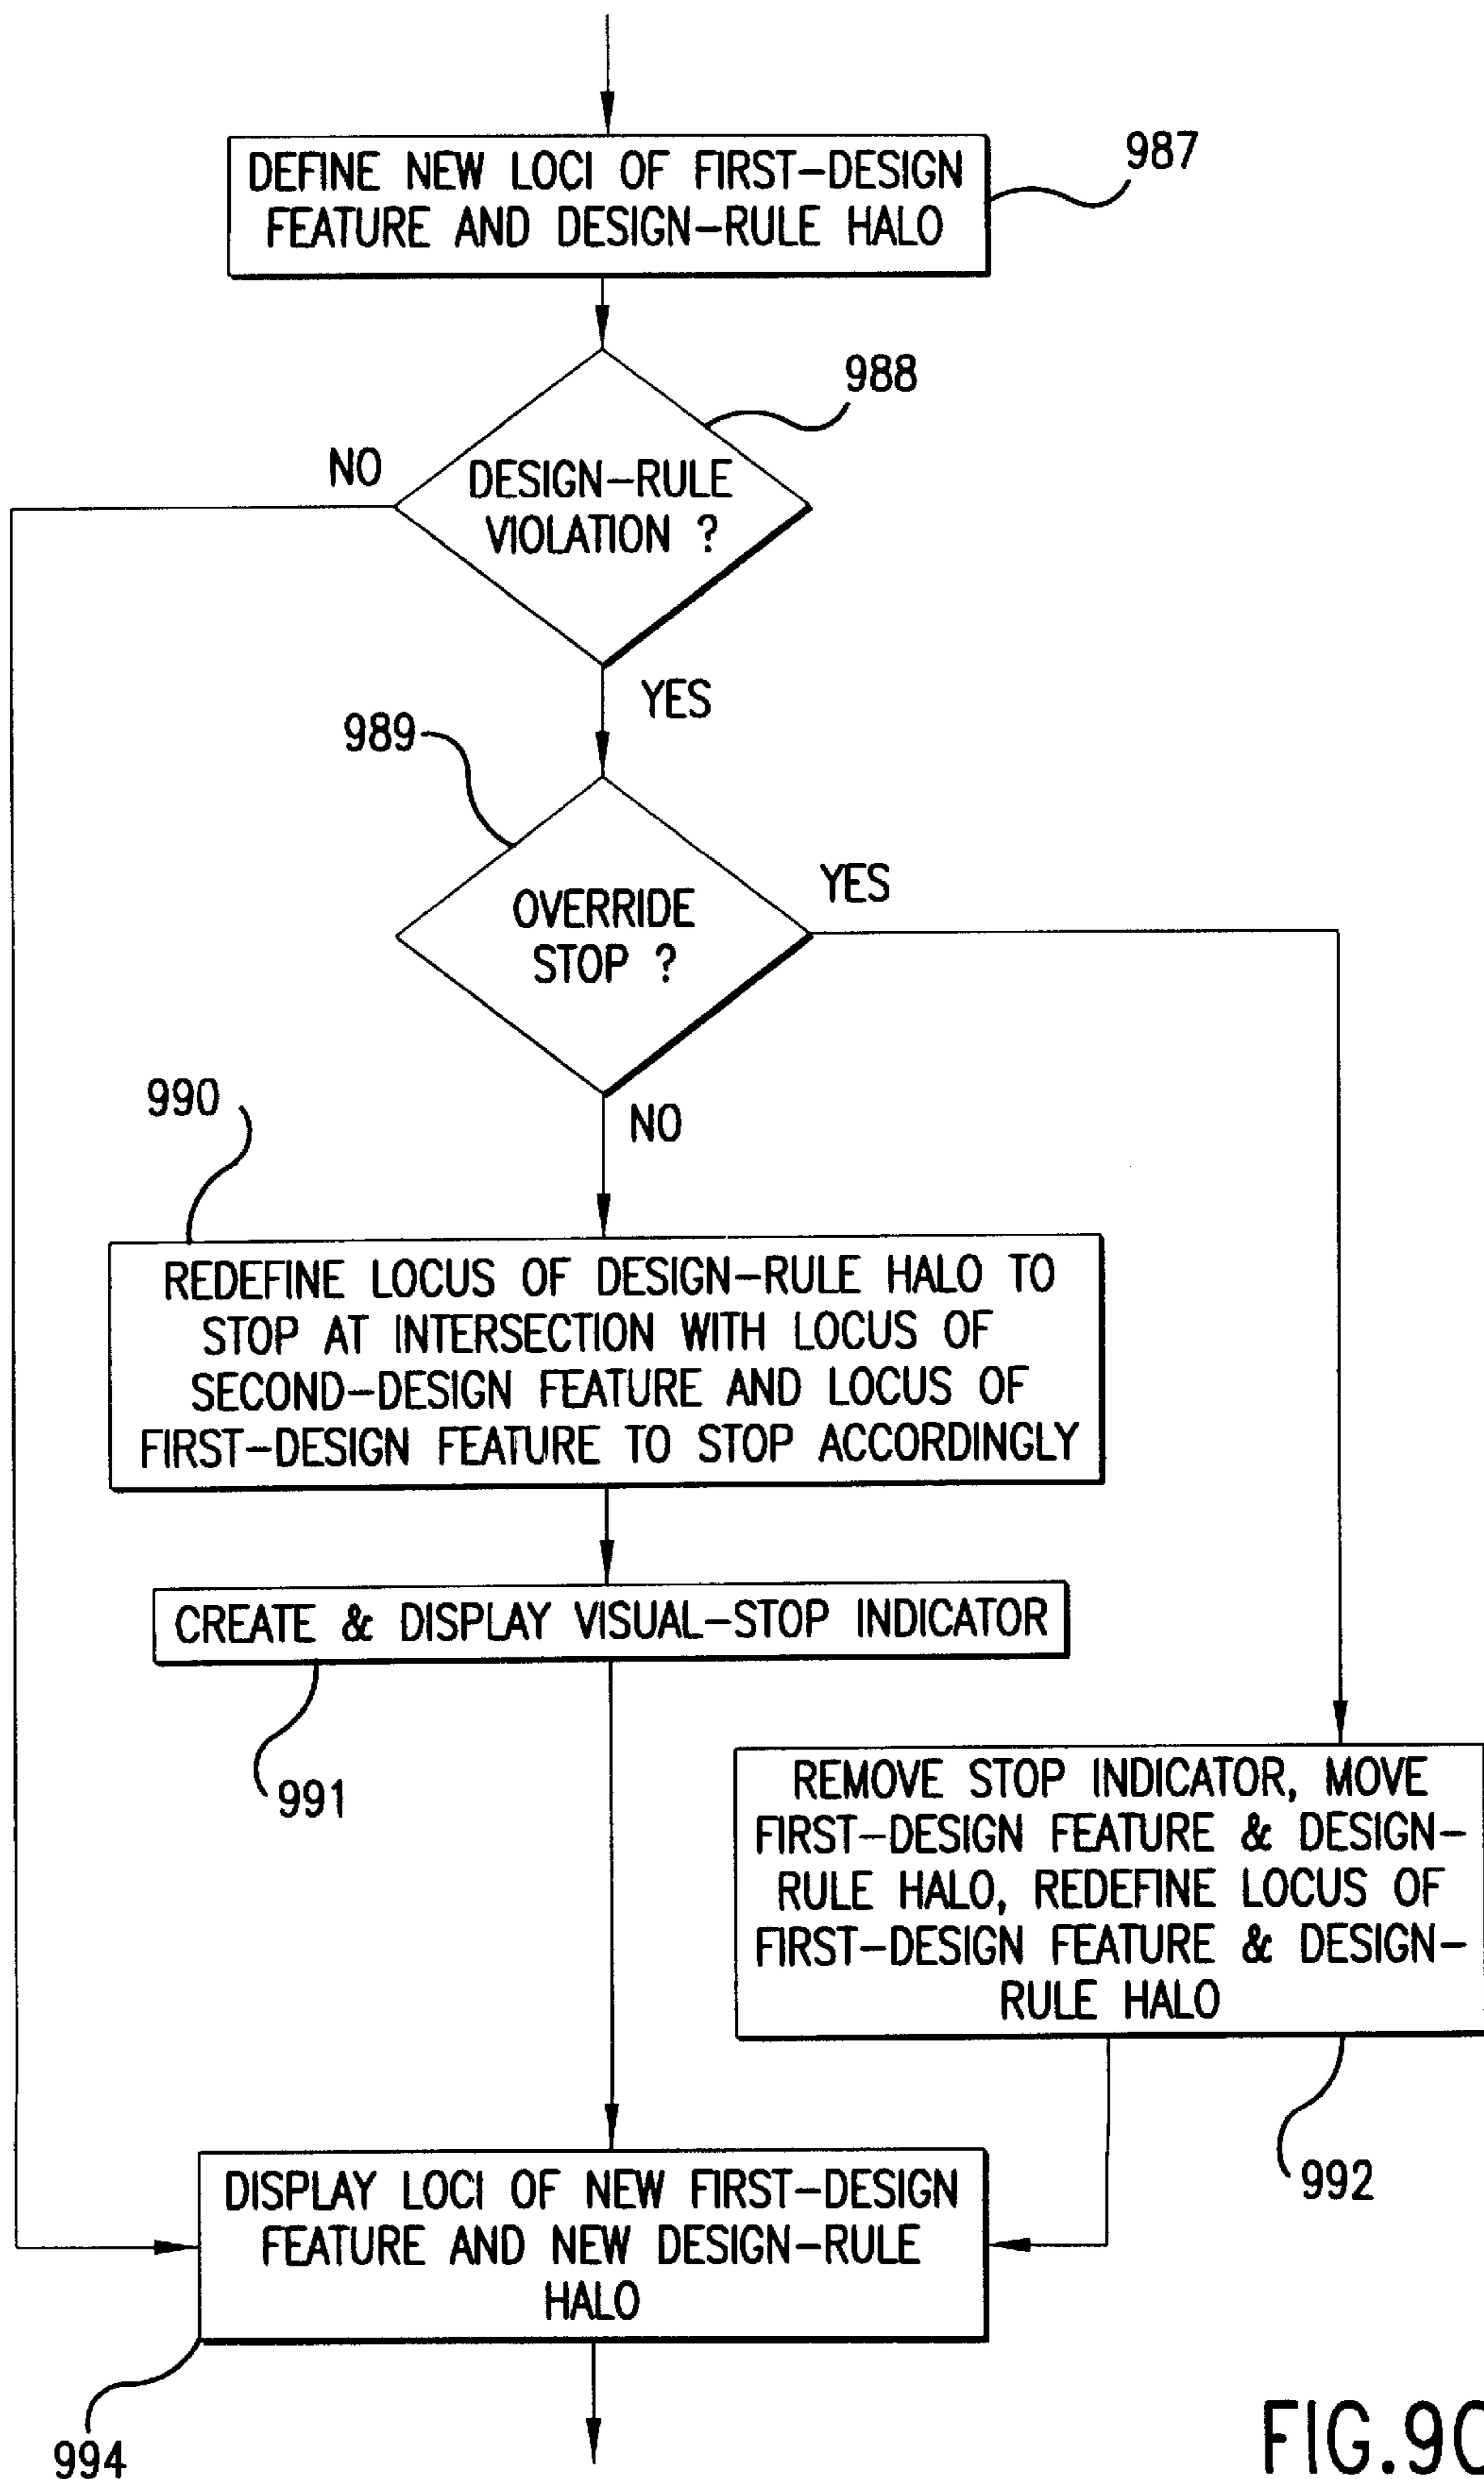 DEFINE NEW LOCI OF FIRST-DESIGN
FEATURE AND DESIGN-RULE HALO
987
988
NO
DESIGN-RULE
VIOLATION ?
YES
989
OVERRIDE
STOP ?
YES
990
NO
REDEFINE LOCUS OF DESIGN-RULE HALO TO
STOP AT INTERSECTION WITH LOCUS OF
SECOND-DESIGN FEATURE AND LOCUS OF
FIRST-DESIGN FEATURE TO STOP ACCORDINGLY
CREATE & DISPLAY VISUAL-STOP INDICATOR
991
REMOVE STOP INDICATOR, MOVE
FIRST-DESIGN FEATURE & DESIGN-
RULE HALO, REDEFINE LOCUS OF
FIRST-DESIGN FEATURE & DESIGN-
RULE HALO
992
DISPLAY LOCI OF NEW FIRST-DESIGN
FEATURE AND NEW DESIGN-RULE
HALO
994
FIG.9C